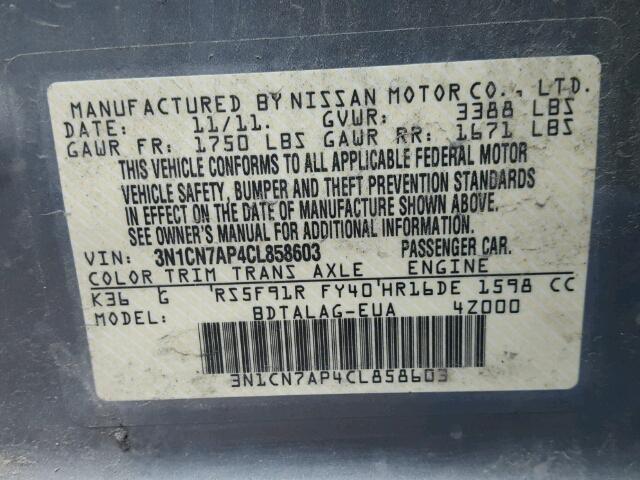 MANUFACTURED BY NISSAN MOTOR CO., LTD.
DATE: 11/11. GVWR: 3388 LBS
GAWR FR: 1750 LBS GAWR RR: 1671 LBS
THIS VEHICLE CONFORMS TO ALL APPLICABLE FEDERAL MOTOR
VEHICLE SAFETY, BUMPER AND THEFT PREVENTION STANDARDS
IN EFFECT ON THE DATE OF MANUFACTURE SHOWN ABOVE.
SEE OWNER'S MANUAL FOR ADDITIONAL INFORMATION.
VIN: 3N1CN7AP4CL858603 PASSENGER CAR.
COLOR TRIM TRANS AXLE ENGINE
K36 G RS5F91R FY40 HR16DE 1598 CC
MODEL: BDTALAG-EUA 4Z000
3N1CN7AP4CL858603